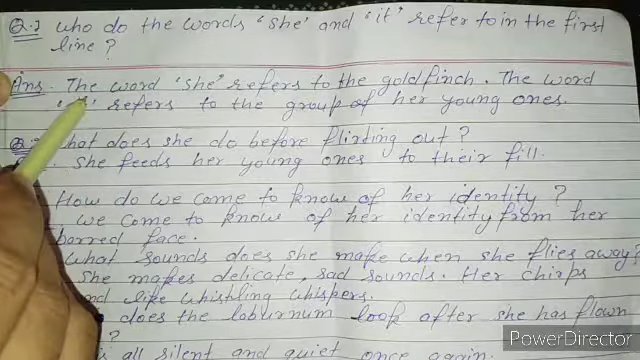 Q.1 who do the words 'she' and 'it' refer to in the first
line?
Ans. The word 'she' refers to the goldfinch. The word
refers to the group of her young ones.
what does she do before flirting out?
she feeds her young ones to their fill.
How do we come to know of her identity?
we come to know of her identity from her
barred face.
what sounds does she make when she flies away?
she makes delicate, sad sounds. Her chirps
like whistling whispers.
does the laburnum look after she has flown
?
all silent and quiet once again.
PowerDirector